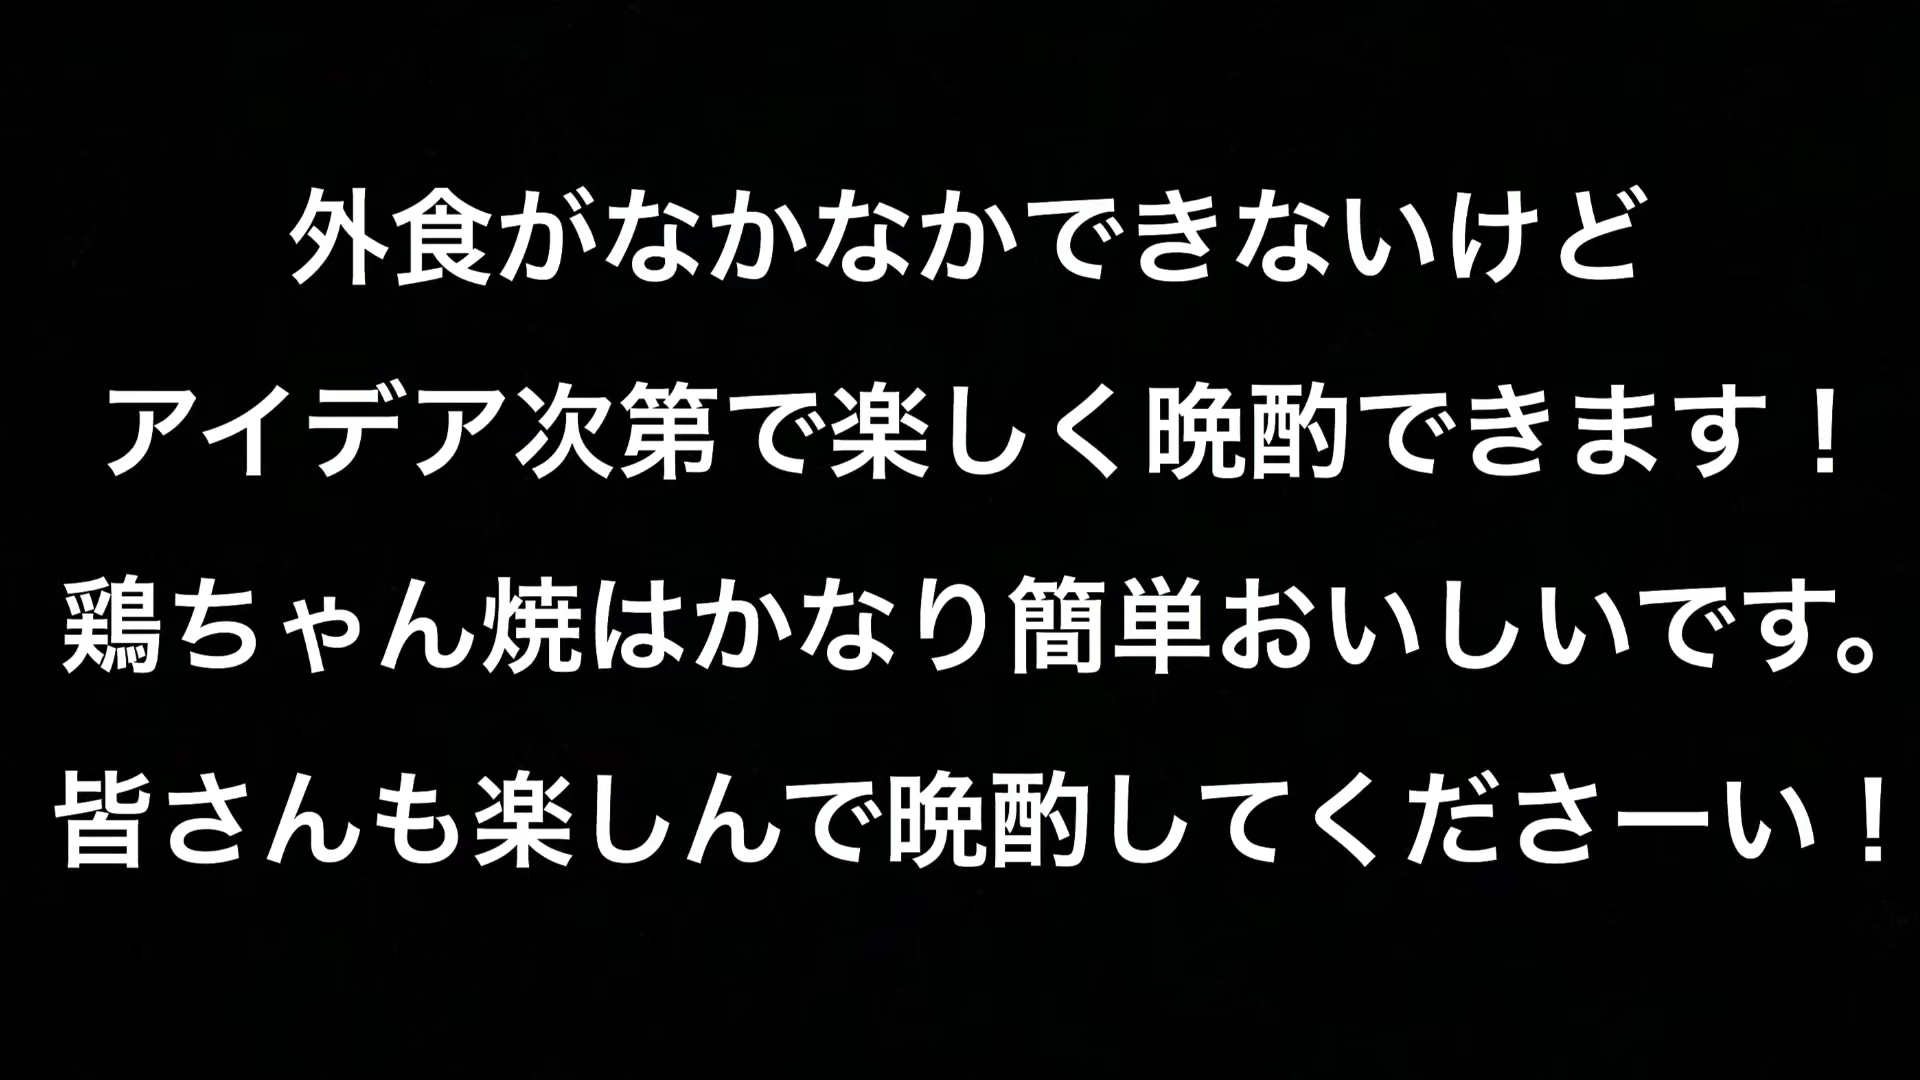 外食がなかなかできないけど
アイデア次第で楽しく晩酌できます！
鶏ちゃん焼はかなり簡単おいしいです。
皆さんも楽しんで晩酌してくださーい！